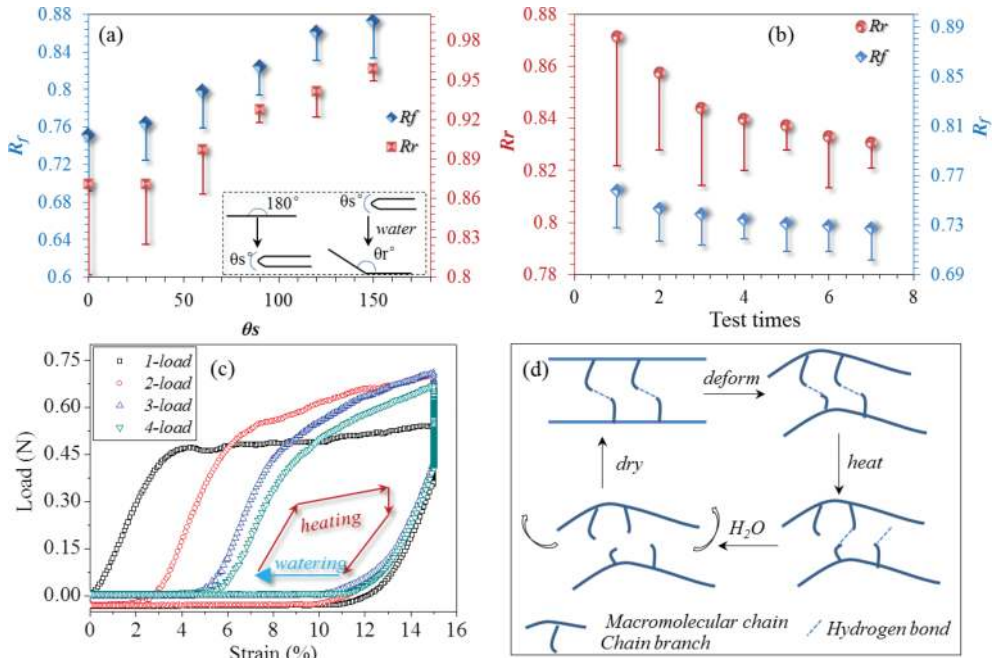 (a)
0.88
0.84
0.8
0.76
0.72
0.68
0.64
0.6
Rf
0.98
0.95
0.92
0.89
0.86
0.83
0.8
Rr
Rf
Rr
180°
θs°
θs°
water
θr°
0 50 100 150
θs
(b)
0.88
0.86
0.84
0.82
0.8
0.78
Rr
Rr
Rf
0.89
0.85
0.81
0.77
0.73
0.69
Rf
0 2 4 6 8
Test times
(c)
1-load
2-load
3-load
4-load
0.75
0.60
0.45
0.30
0.15
0.00
Load (N)
heating
watering
0 2 4 6 8 10 12 14 16
Strain (%)
(d)
deform
heat
H2O
dry
Macromolecular chain
Chain branch
Hydrogen bond